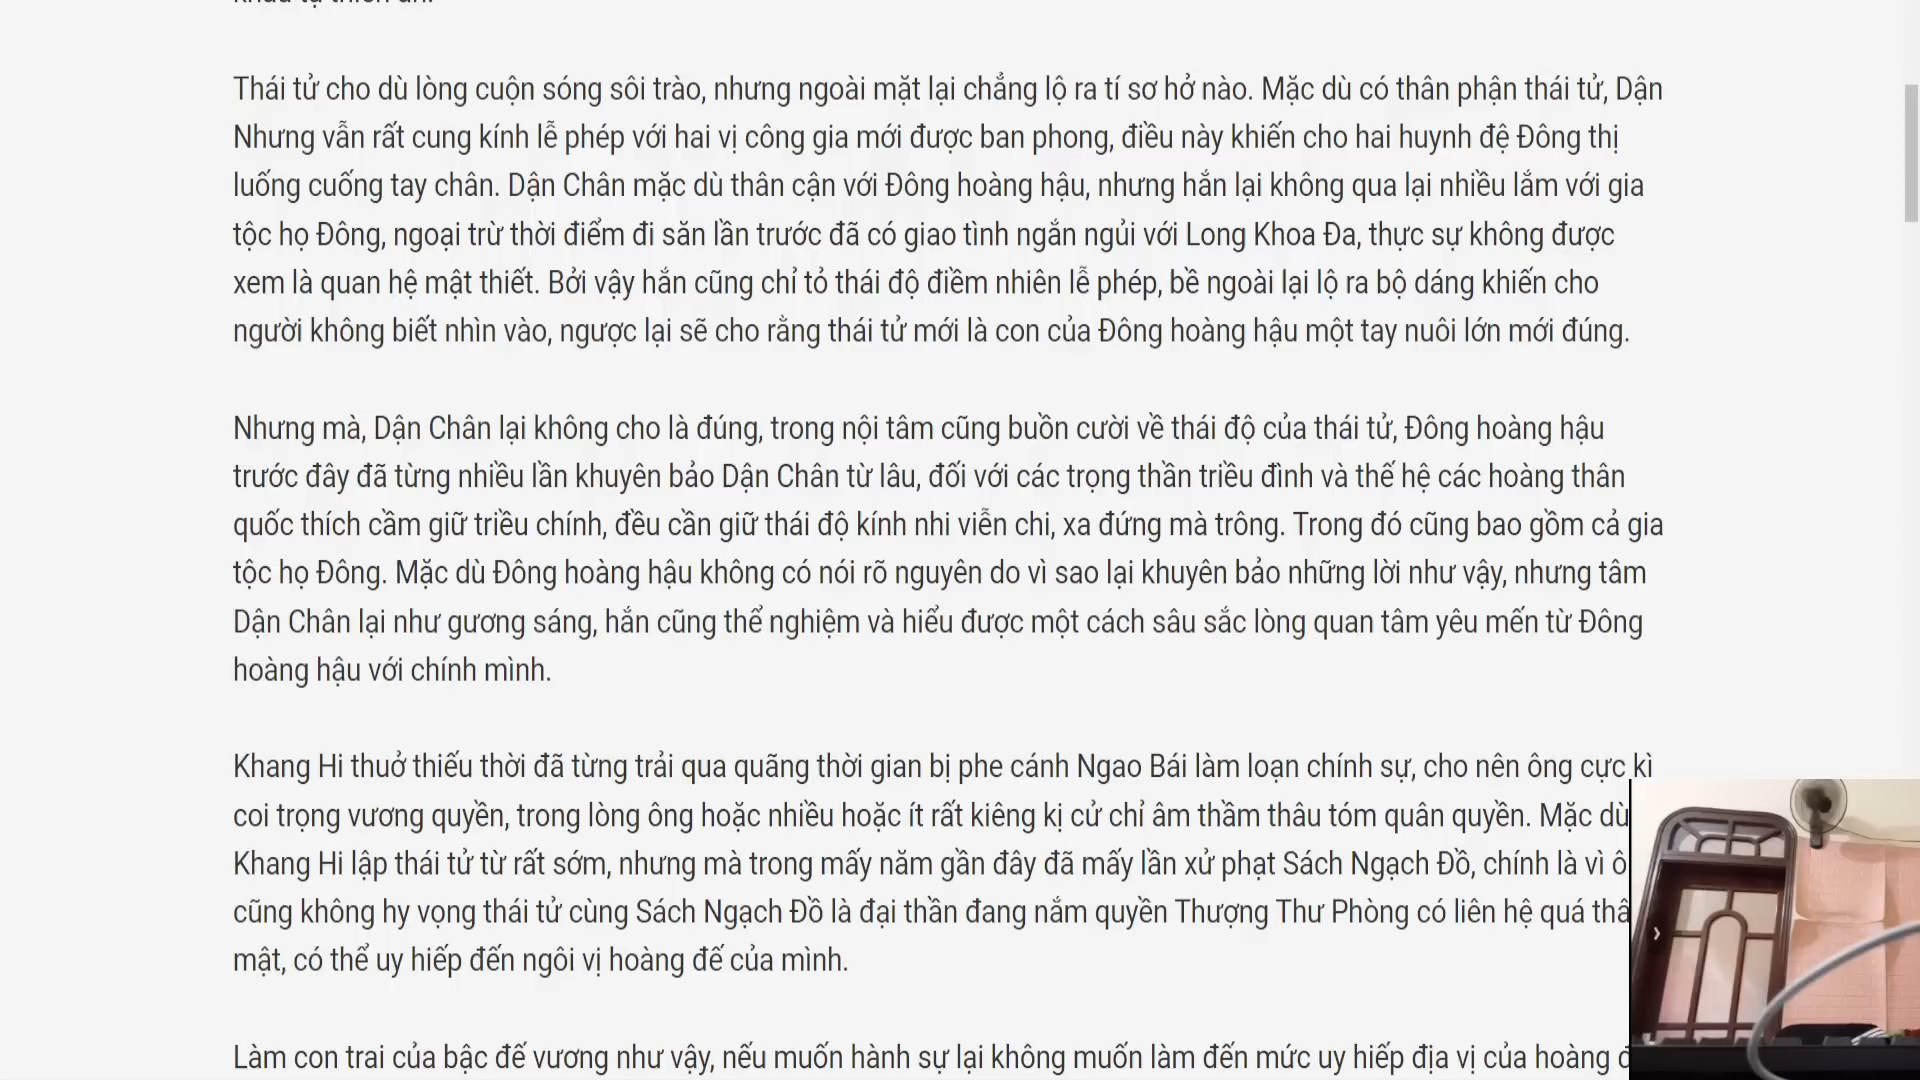 Thái tử cho dù lòng cuộn sóng sôi trào, nhưng ngoài mặt lại chẳng lộ ra tí sơ hở nào. Mặc dù có thân phận thái tử, Dận
Nhưng vẫn rất cung kính lễ phép với hai vị công gia mới được ban phong, điều này khiến cho hai huynh đệ Đông thị
luống cuống tay chân. Dận Chân mặc dù thân cận với Đông hoàng hậu, nhưng hắn lại không qua lại nhiều lắm với gia
tộc họ Đông, ngoại trừ thời điểm đi săn lần trước đã có giao tình ngắn ngủi với Long Khoa Đa, thực sự không được
xem là quan hệ mật thiết. Bởi vậy hắn cũng chỉ tỏ thái độ điềm nhiên lễ phép, bề ngoài lại lộ ra bộ dáng khiến cho
người không biết nhìn vào, ngược lại sẽ cho rằng thái tử mới là con của Đông hoàng hậu một tay nuôi lớn mới đúng.
Nhưng mà, Dận Chân lại không cho là đúng, trong nội tâm cũng buồn cười về thái độ của thái tử, Đông hoàng hậu
trước đây đã từng nhiều lần khuyên bảo Dận Chân từ lâu, đối với các trọng thần triều đình và thế hệ các hoàng thân
quốc thích cầm giữ triều chính, đều cần giữ thái độ kính nhi viễn chi, xa đứng mà trông. Trong đó cũng bao gồm cả gia
tộc họ Đông. Mặc dù Đông hoàng hậu không có nói rõ nguyên do vì sao lại khuyên bảo những lời như vậy, nhưng tâm
Dận Chân lại như gương sáng, hắn cũng thể nghiệm và hiểu được một cách sâu sắc lòng quan tâm yêu mến từ Đông
hoàng hậu với chính mình.
Khang Hi thuở thiếu thời đã từng trải qua quãng thời gian bị phe cánh Ngao Bái làm loạn chính sự, cho nên ông cực kì
coi trọng vương quyền, trong lòng ông hoặc nhiều hoặc ít rất kiêng kị cử chỉ âm thầm thâu tóm quân quyền. Mặc dù
Khang Hi lập thái tử từ rất sớm, nhưng mà trong mấy năm gần đây đã mấy lần xử phạt Sách Ngạch Đồ, chính là vì
cũng không hy vọng thái tử cùng Sách Ngạch Đồ là đại thần đang nắm quyền Thượng Thư Phòng có liên hệ quá
mật, có thể uy hiếp đến ngôi vị hoàng đế của mình.
Làm con trai của bậc đế vương như vậy, nếu muốn hành sự lại không muốn làm đến mức uy hiếp địa vị của hoàng